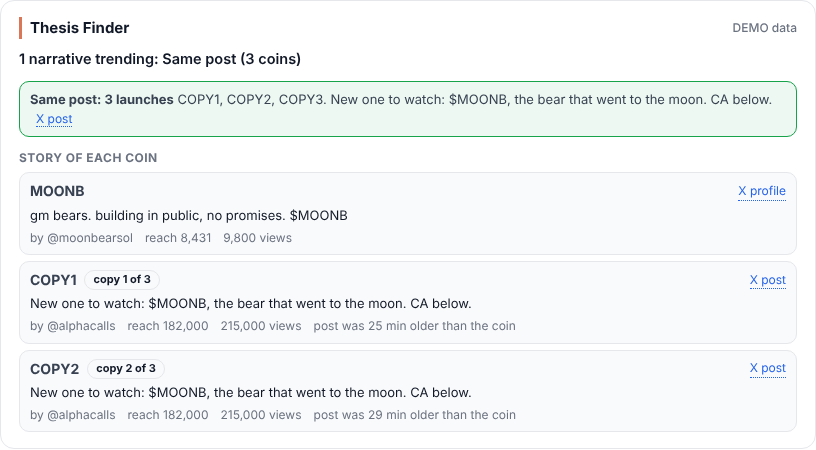 Thesis Finder
DEMO data
1 narrative trending: Same post (3 coins)
Same post: 3 launches COPY1, COPY2, COPY3. New one to watch: $MOONB, the bear that went to the moon. CA below.
X post
STORY OF EACH COIN
MOONB
X profile
gm bears. building in public, no promises. $MOONB
by @moonbearsol reach 8,431 9,800 views
COPY1 copy 1 of 3
X post
New one to watch: $MOONB, the bear that went to the moon. CA below.
by @alphacalls reach 182,000 215,000 views post was 25 min older than the coin
COPY2 copy 2 of 3
X post
New one to watch: $MOONB, the bear that went to the moon. CA below.
by @alphacalls reach 182,000 215,000 views post was 29 min older than the coin